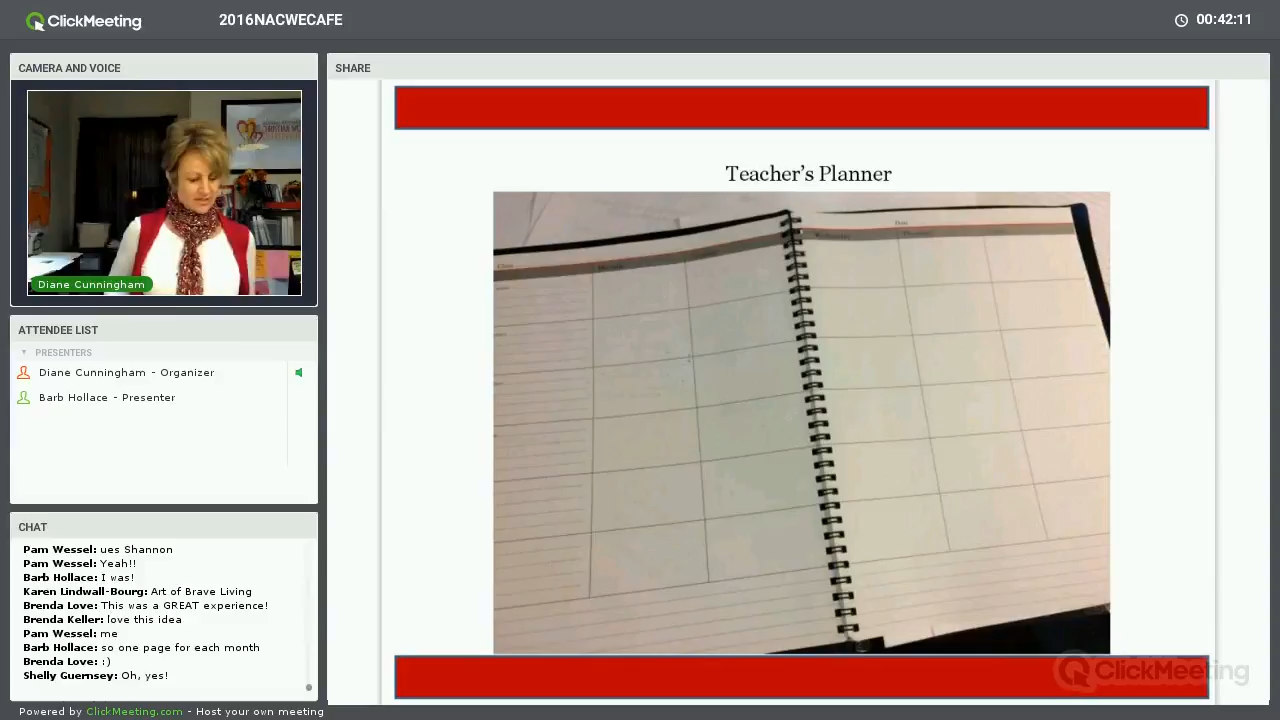 ClickMeeting
2016NACWECAFE
00:42:11
CAMERA AND VOICE
Diane Cunningham
ATTENDEE LIST
PRESENTERS
Diane Cunningham - Organizer
Barb Hollace - Presenter
CHAT
Pam Wessel: ues Shannon
Pam Wessel: Yeah!!
Barb Hollace: I was!
Karen Lindwall-Bourg: Art of Brave Living
Brenda Love: This was a GREAT experience!
Brenda Keller: love this idea
Pam Wessel: me
Barb Hollace: so one page for each month
Brenda Love: :)
Shelly Guernsey: Oh, yes!
Powered by ClickMeeting.com - Host your own meeting
SHARE
Teacher's Planner
ClickMeeting